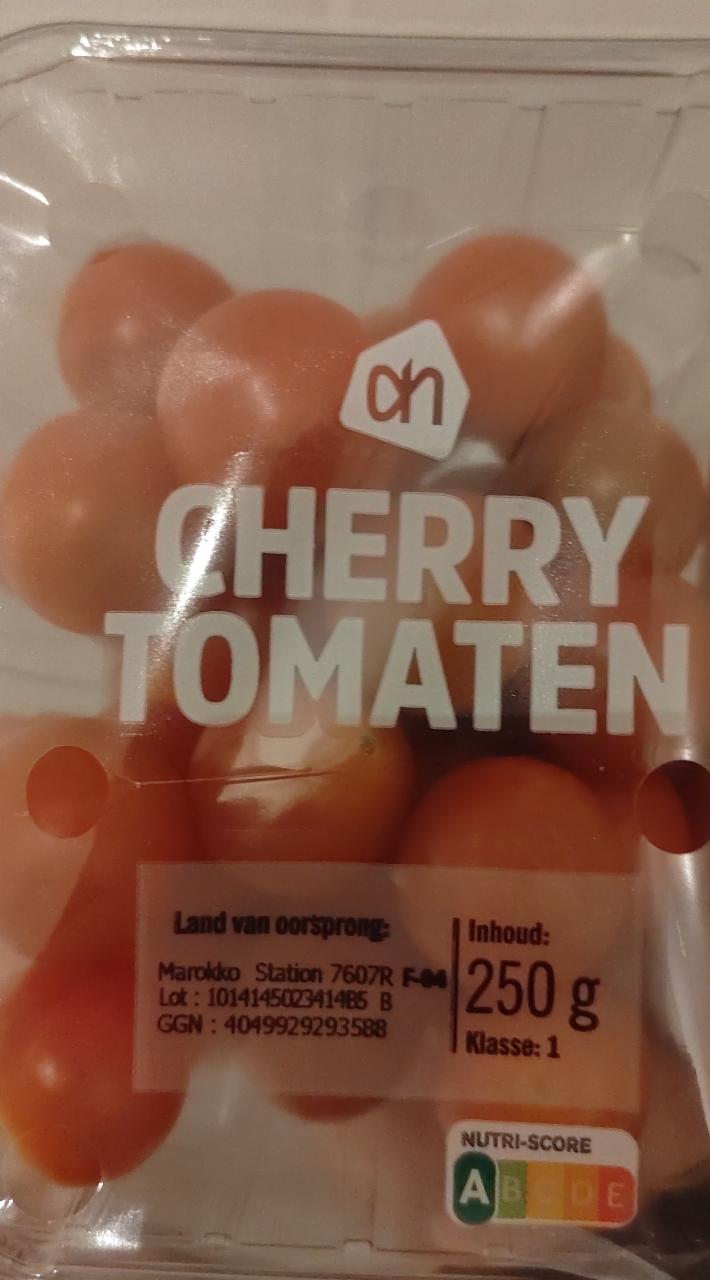 ah
CHERRY
TOMATEN
Land van oorsprong:
Marokko Station 7607R F-04
Lot : 1014145023414B5 B
GGN : 4049929293588
Inhoud:
250 g
Klasse: 1
NUTRI-SCORE
A B C D E